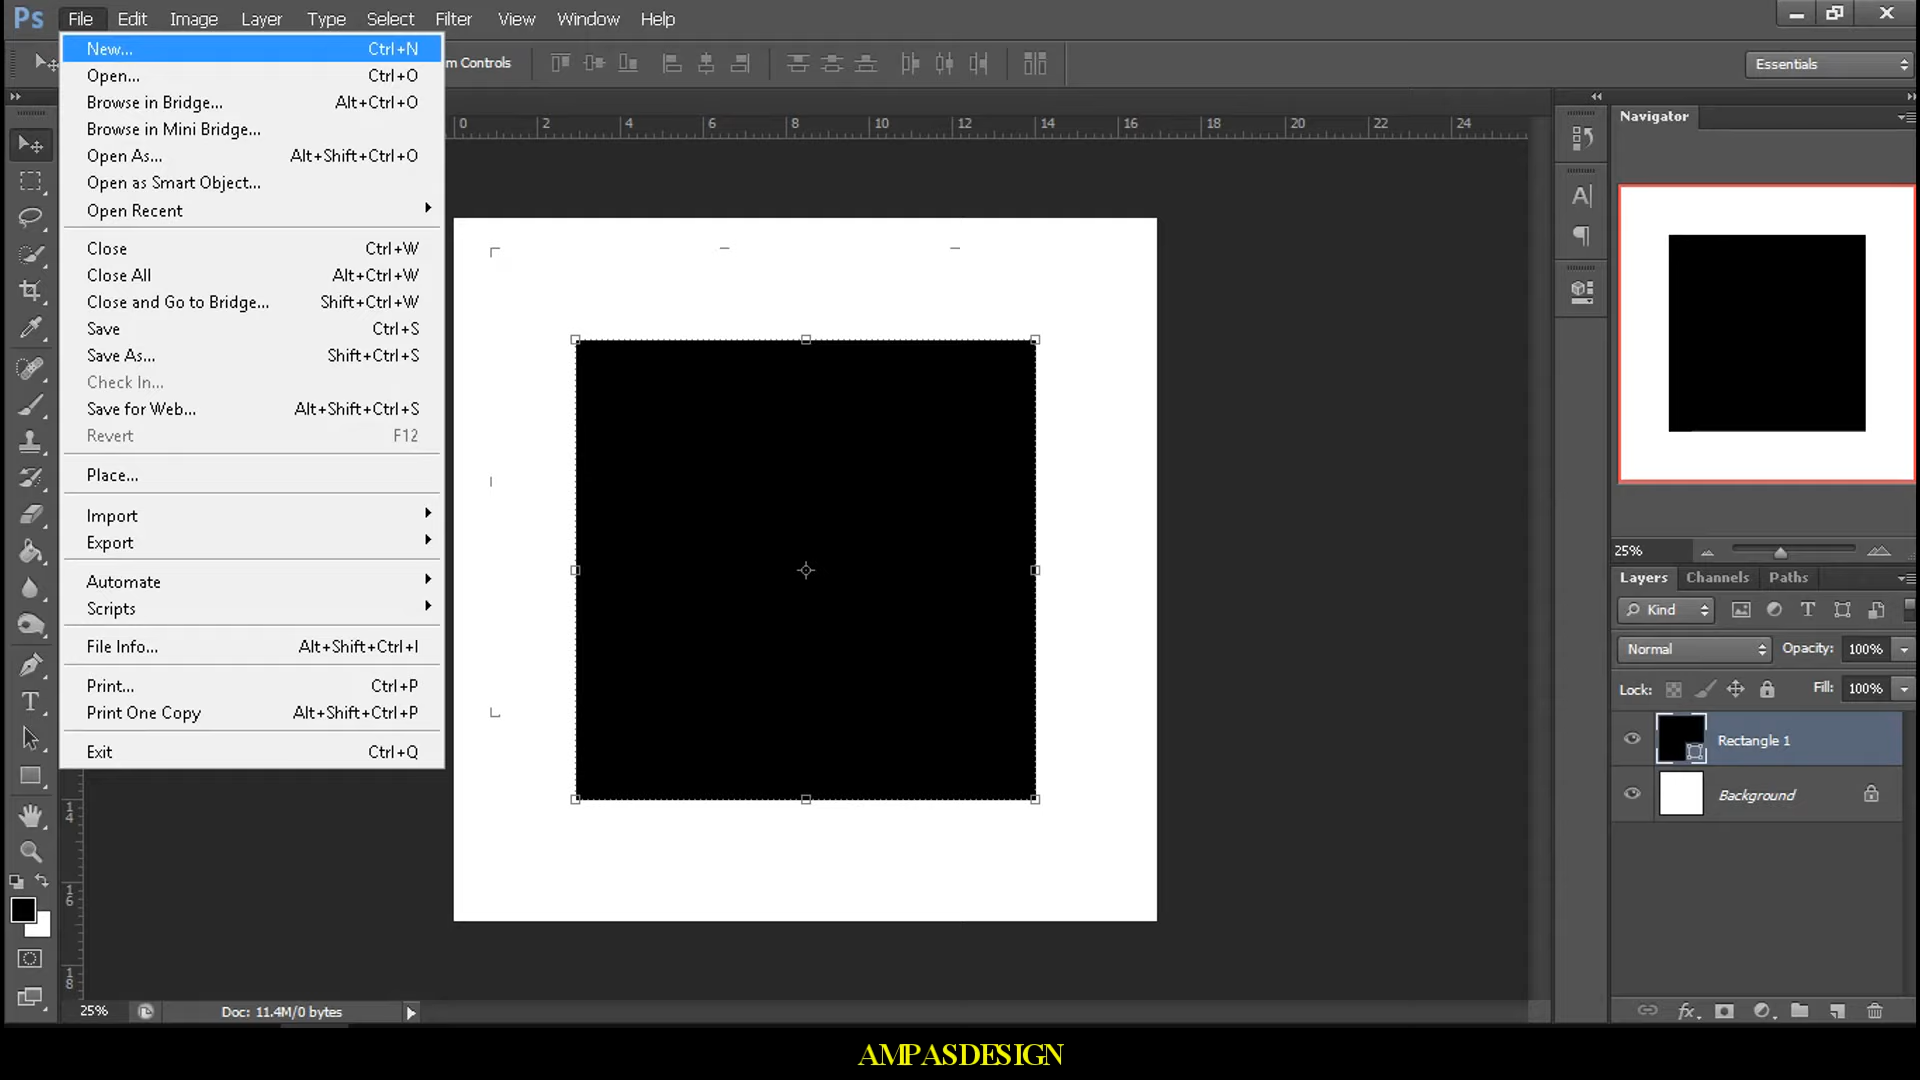 Ps File Edit Image Layer Type Select Filter View Window Help
New... Ctrl+N
Open... Ctrl+O
Browse in Bridge... Alt+Ctrl+O
Browse in Mini Bridge...
Open As... Alt+Shift+Ctrl+O
Open as Smart Object...
Open Recent
Close Ctrl+W
Close All Alt+Ctrl+W
Close and Go to Bridge... Shift+Ctrl+W
Save Ctrl+S
Save As... Shift+Ctrl+S
Check In...
Save for Web... Alt+Shift+Ctrl+S
Revert F12
Place...
Import
Export
Automate
Scripts
File Info... Alt+Shift+Ctrl+I
Print... Ctrl+P
Print One Copy Alt+Shift+Ctrl+P
Exit Ctrl+Q
m Controls
Essentials
0 2 4 6 8 10 12 14 16 18 20 22 24
14
16
18
25% Doc: 11.4M/0 bytes
Navigator
25%
Layers Channels Paths
Kind
Normal Opacity: 100%
Lock: Fill: 100%
Rectangle 1
Background
fx
AMPASDESIGN